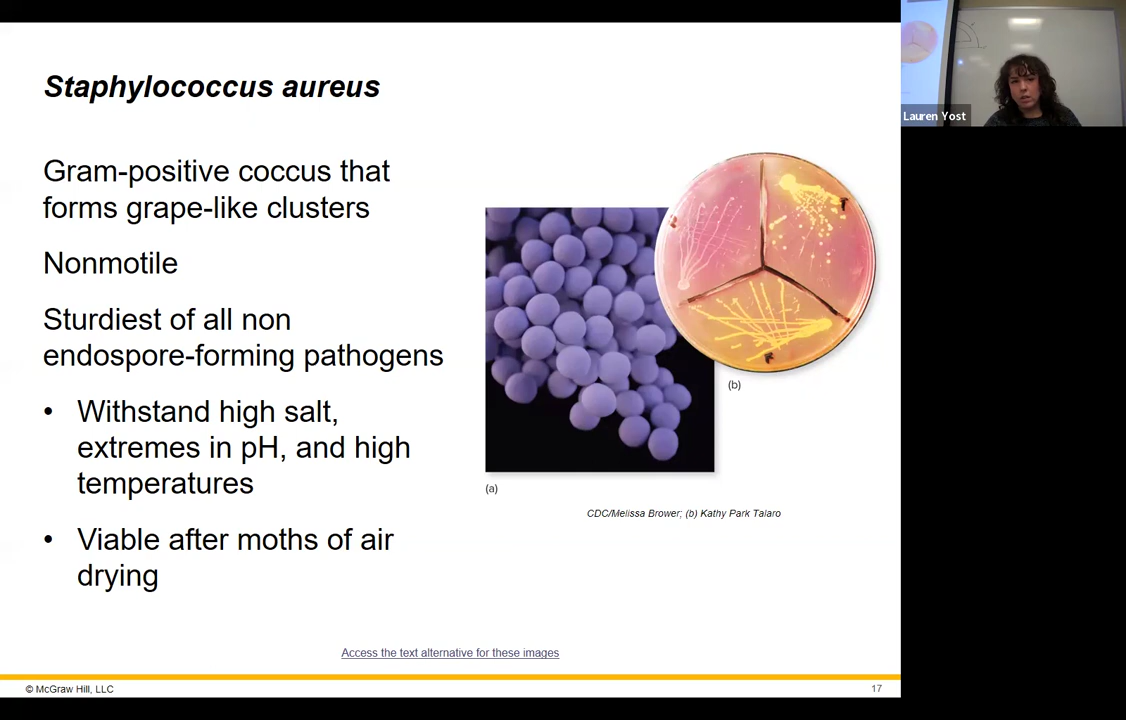 Staphylococcus aureus
Gram-positive coccus that
forms grape-like clusters
Nonmotile
Sturdiest of all non
endospore-forming pathogens
• Withstand high salt,
extremes in pH, and high
temperatures
• Viable after moths of air
drying
(a)
(b)
CDC/Melissa Brower; (b) Kathy Park Talaro
Access the text alternative for these images
© McGraw Hill, LLC
17
Lauren Yost